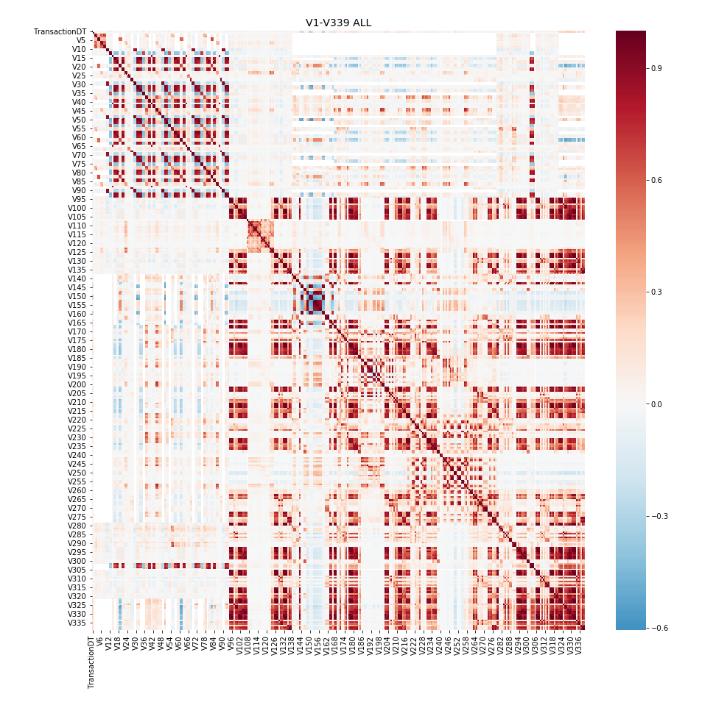 V1-V339 ALL
TransactionDT
V5
V10
V15
V20
V25
V30
V35
V40
V45
V50
V55
V60
V65
V70
V75
V80
V85
V90
V95
V100
V105
V110
V115
V120
V125
V130
V135
V140
V145
V150
V155
V160
V165
V170
V175
V180
V185
V190
V195
V200
V205
V210
V215
V220
V225
V230
V235
V240
V245
V250
V255
V260
V265
V270
V275
V280
V285
V290
V295
V300
V305
V310
V315
V320
V325
V330
V335
TransactionDT
V6
V12
V18
V24
V30
V36
V42
V48
V54
V60
V66
V72
V78
V84
V90
V96
V102
V108
V114
V120
V126
V132
V138
V144
V150
V156
V162
V168
V174
V180
V186
V192
V198
V204
V210
V216
V222
V228
V234
V240
V246
V252
V258
V264
V270
V276
V282
V288
V294
V300
V306
V312
V318
V324
V330
V336
0.9
0.6
0.3
0.0
−0.3
−0.6